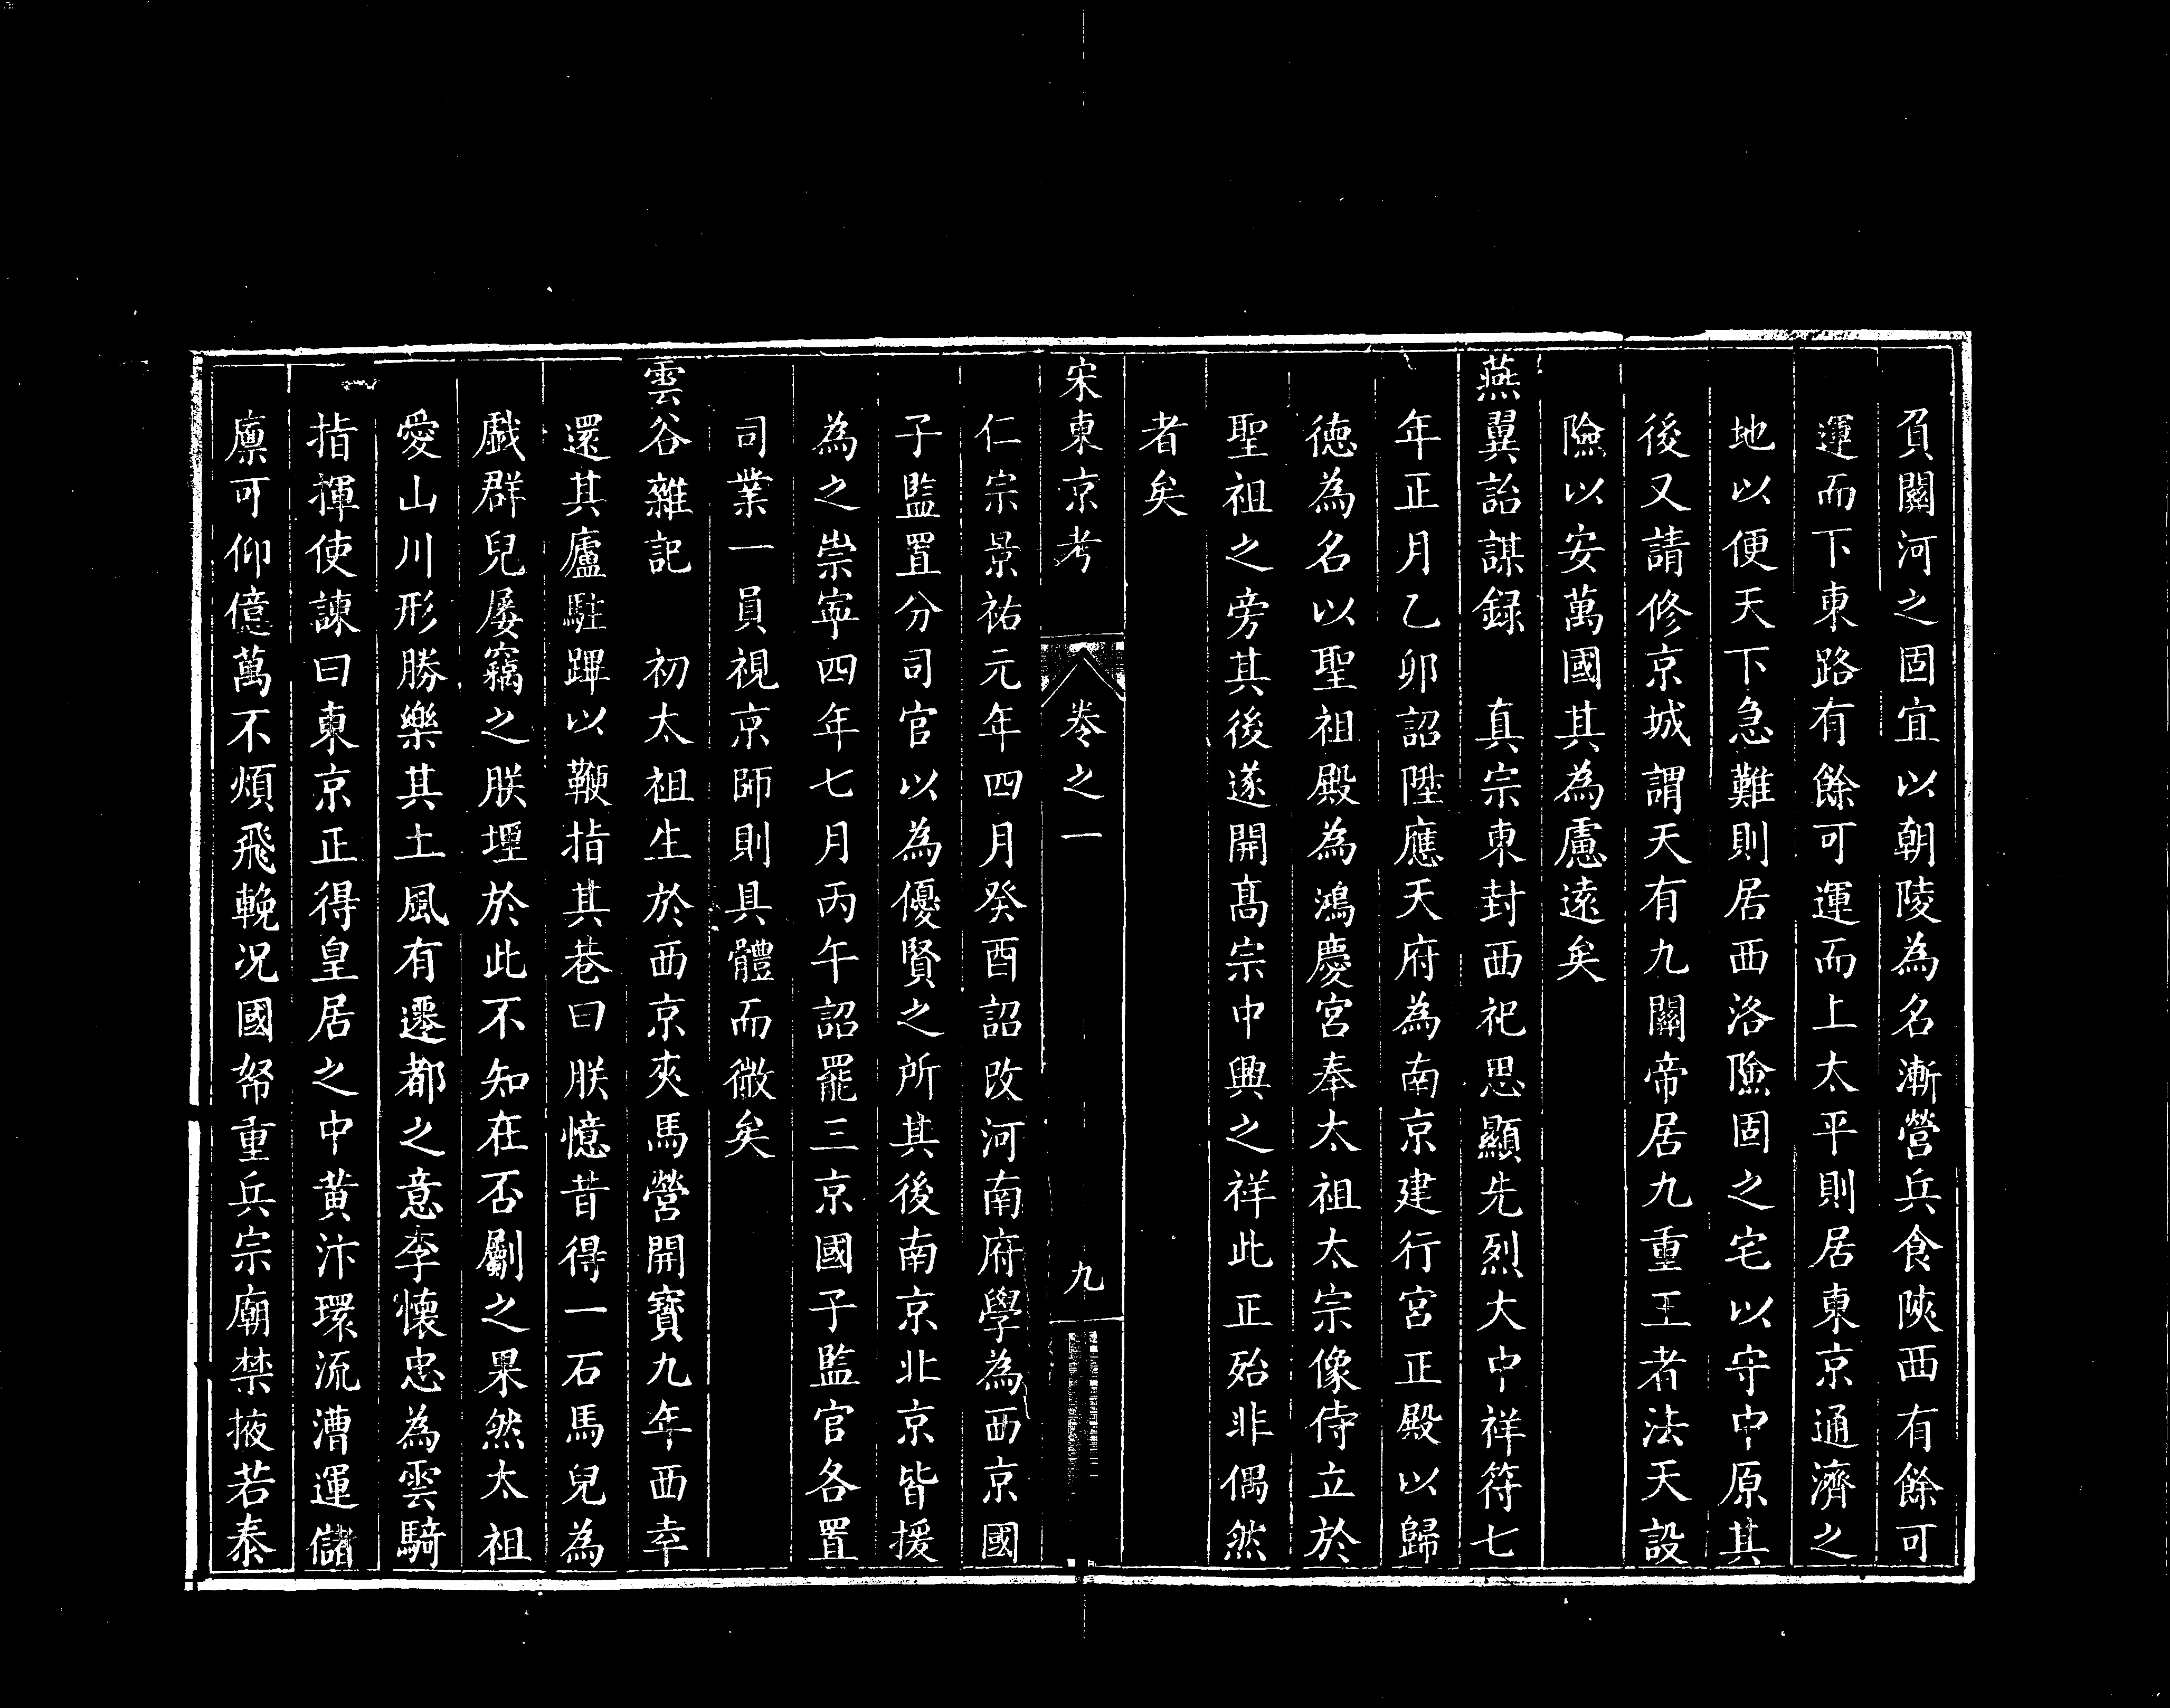 負關河之固宜以朝陵為名漸營兵食陜西有餘可
運而下東路有餘可運而上太平則居東京通濟之
地以便天下急難則居西洛險固之宅以守中原其
後又請修京城謂天有九關帝居九重王者法天設
險以安萬國其為慮遠矣
燕翼詒謀録　真宗東封西祀思顯先烈大中祥符七
年正月乙卯詔陞應天府為南京建行宮正殿以歸
徳為名以聖祖殿為鴻慶宮奉太祖太宗像侍立於
聖祖之旁其後遂開髙宗中興之祥此正殆非偶然
者矣
宋東京考　卷之一　九
仁宗景祐元年四月癸酉詔改河南府學為西京國
子監置分司官以為優賢之所其後南京北京皆援
為之崇寧四年七月丙午詔罷三京國子監官各置
司業一員視京師則具體而微矣
雲谷雜記　初太祖生於西京夾馬營開寳九年西幸
還其廬駐蹕以鞭指其巷曰朕憶昔得一石馬兒為
戯群兒屡竊之朕堙於此不知在否劚之果然太祖
愛山川形勝樂其土風有遷都之意李懐忠為雲騎
指揮使諫曰東京正得皇居之中黄汴環流漕運儲
廩可仰億萬不煩飛輓况國帑重兵宗廟禁掖若泰